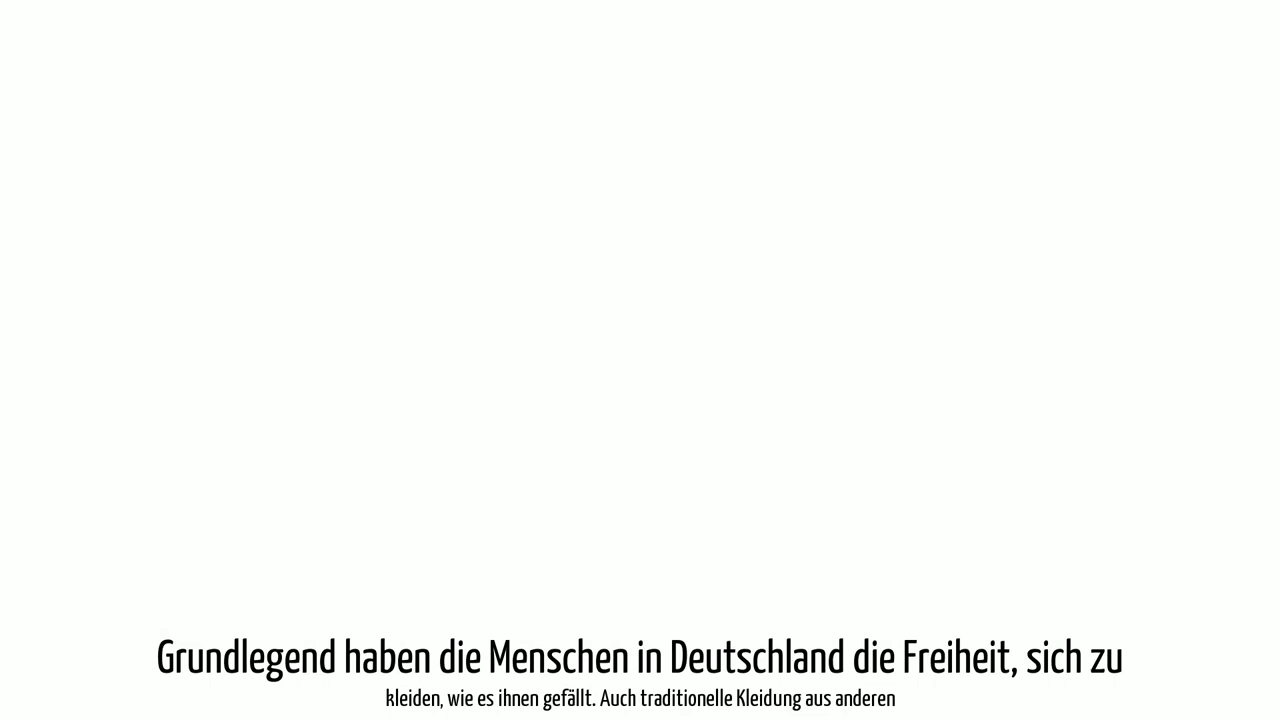 Grundlegend haben die Menschen in Deutschland die Freiheit, sich zu
kleiden, wie es ihnen gefällt. Auch traditionelle Kleidung aus anderen